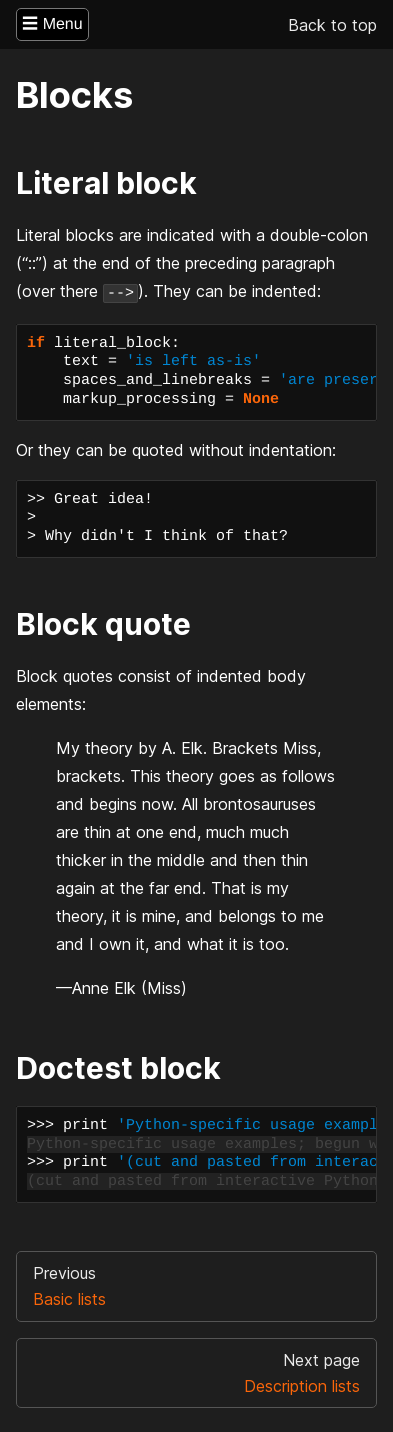 ☰ Menu
Back to top
Blocks
Literal block
Literal blocks are indicated with a double-colon
(“::”) at the end of the preceding paragraph
(over there -->). They can be indented:
if literal_block:
    text = 'is left as-is'
    spaces_and_linebreaks = 'are preser
    markup_processing = None
Or they can be quoted without indentation:
>> Great idea!
>
> Why didn't I think of that?
Block quote
Block quotes consist of indented body
elements:
My theory by A. Elk. Brackets Miss,
brackets. This theory goes as follows
and begins now. All brontosauruses
are thin at one end, much much
thicker in the middle and then thin
again at the far end. That is my
theory, it is mine, and belongs to me
and I own it, and what it is too.
—Anne Elk (Miss)
Doctest block
>>> print 'Python-specific usage exampl
Python-specific usage examples; begun w
>>> print '(cut and pasted from interac
(cut and pasted from interactive Python
Previous
Basic lists
Next page
Description lists